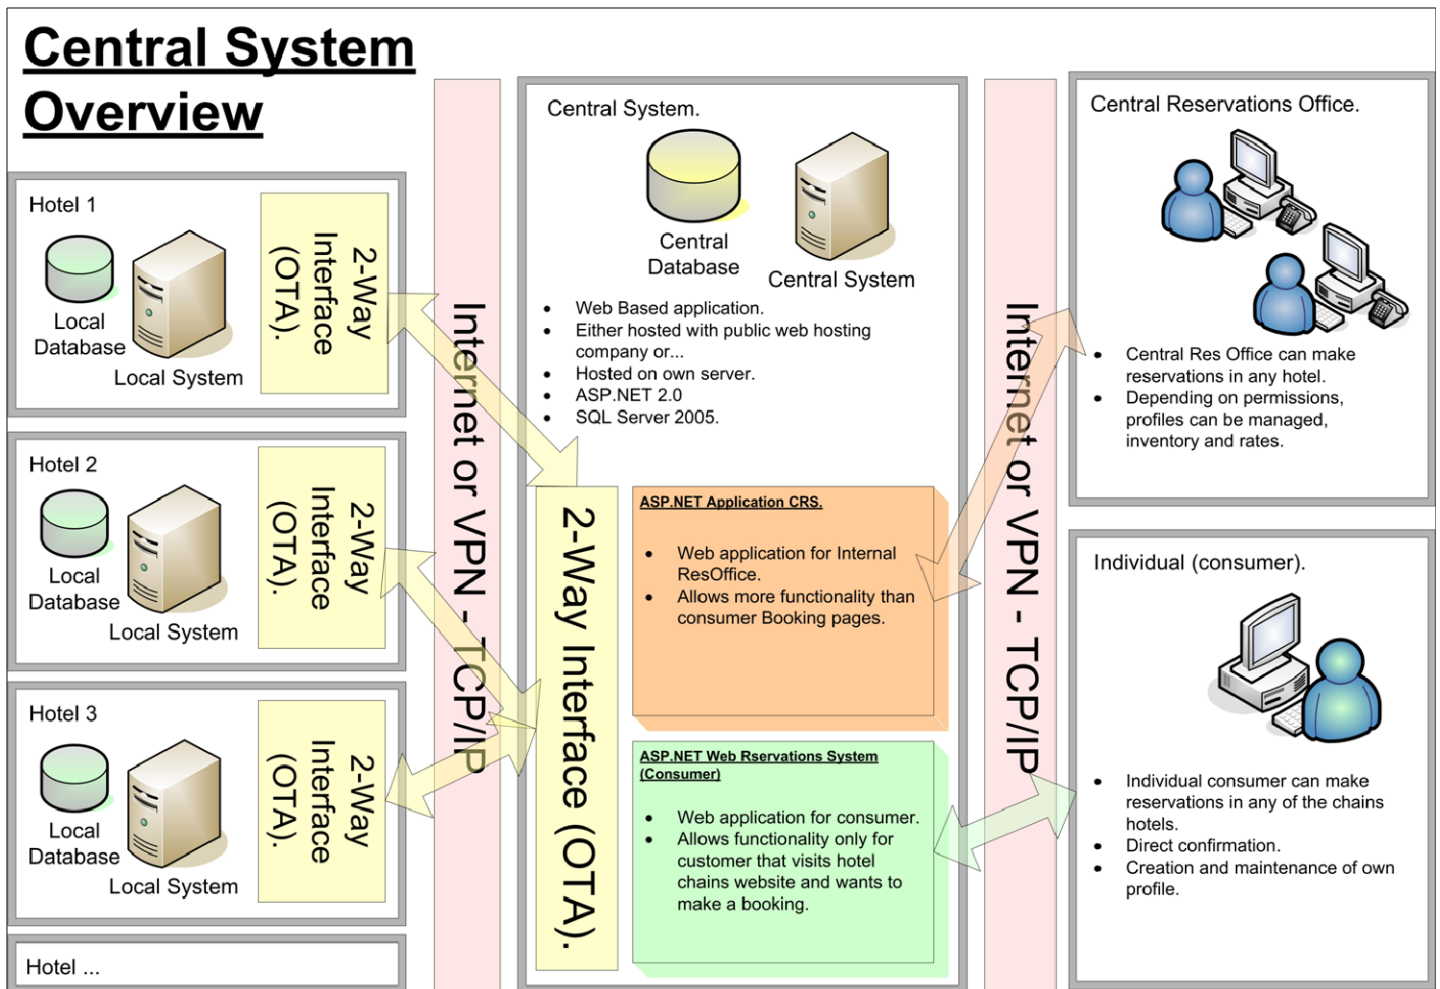 Central System
Overview
Hotel 1
Local
Database
Local System
2-Way
Interface
(OTA).
Hotel 2
Local
Database
Local System
2-Way
Interface
(OTA).
Hotel 3
Local
Database
Local System
2-Way
Interface
(OTA).
Hotel ...
Internet or VPN - TCP/IP
Central System.
Central
Database
Central System
• Web Based application.
• Either hosted with public web hosting
company or...
• Hosted on own server.
• ASP.NET 2.0
• SQL Server 2005.
2-Way Interface (OTA).
ASP.NET Application CRS.
• Web application for Internal
ResOffice.
• Allows more functionality than
consumer Booking pages.
ASP.NET Web Rservations System
(Consumer)
• Web application for consumer.
• Allows functionality only for
customer that visits hotel
chains website and wants to
make a booking.
Internet or VPN - TCP/IP
Central Reservations Office.
• Central Res Office can make
reservations in any hotel.
• Depending on permissions,
profiles can be managed,
inventory and rates.
Individual (consumer).
• Individual consumer can make
reservations in any of the chains
hotels.
• Direct confirmation.
• Creation and maintenance of own
profile.